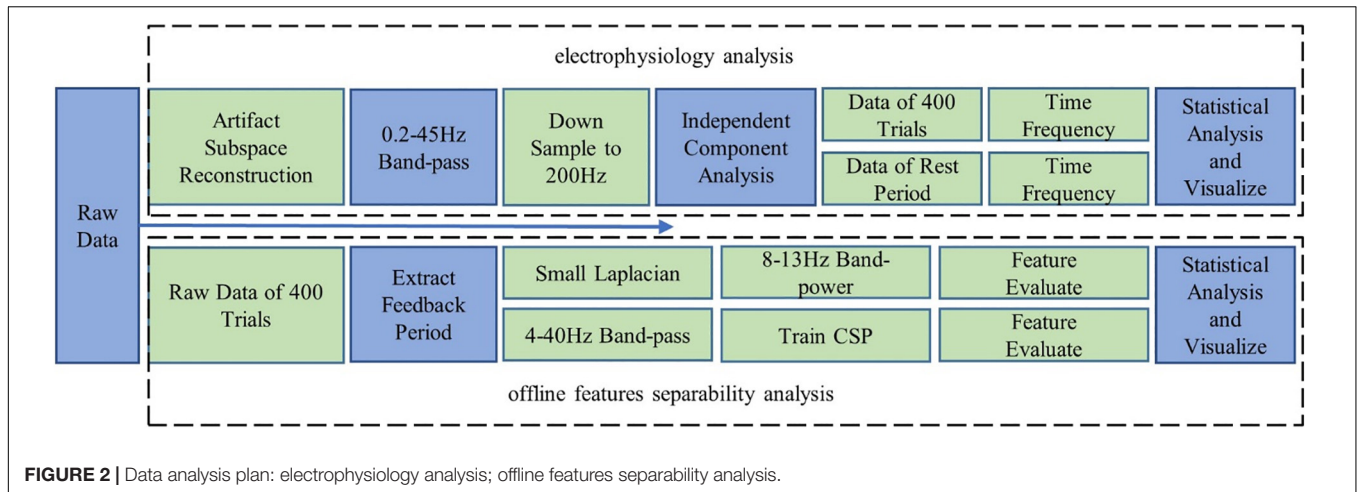 electrophysiology analysis
Raw
Data
Artifact
Subspace
Reconstruction
0.2-45Hz
Band-pass
Down
Sample to
200Hz
Independent
Component
Analysis
Data of 400
Trials
Time
Frequency
Data of Rest
Period
Time
Frequency
Statistical
Analysis
and
Visualize
Raw Data of 400
Trials
Extract
Feedback
Period
Small Laplacian
8-13Hz Band-
power
Feature
Evaluate
4-40Hz Band-pass
Train CSP
Feature
Evaluate
Statistical
Analysis
and
Visualize
offline features separability analysis
FIGURE 2 | Data analysis plan: electrophysiology analysis; offline features separability analysis.